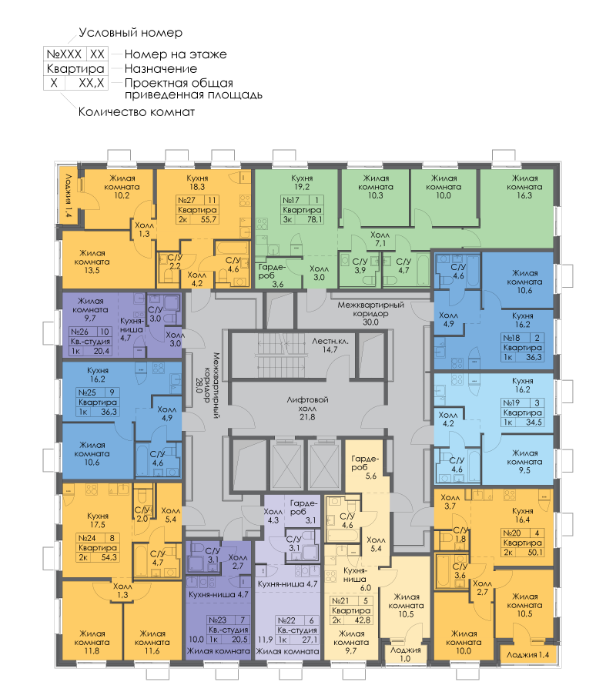 Условный номер
№XXX XX
Номер на этаже
Квартира
Назначение
X XX,X
Проектная общая
приведенная площадь
Количество комнат
Лоджия 1.4
Жилая
комната
10.2
Кухня
18.3
№27 11
Квартира
2к 55,7
Холл
1,3
Жилая
комната
13,5
С/У
2.2
Холл
4.2
С/У
4.6
Кухня
19.2
№17 1
Квартира
3к 78,1
Гарде-
роб
3.6
Холл
3.0
Жилая
комната
10.3
Жилая
комната
10.0
Жилая
комната
16.3
Холл
7,1
С/У
3.9
С/У
4.7
Жилая
комната
9.7
С/У
3.0
Кухня-
ниша
4.7
№26 10
Кв.-студия
1к 20,4
Холл
3.0
Межквартирный
коридор
30.0
Лестн.кл.
14,7
Межквартирный
коридор
28.0
Лифтовой
холл
21.8
С/У
4.6
Жилая
комната
10.6
Холл
4,9
Кухня
16.2
№18 2
Квартира
1к 36,3
Кухня
16.2
№25 9
Квартира
1к 36,3
Холл
4,9
Жилая
комната
10.6
С/У
4.6
Кухня
16.2
№19 3
Квартира
1к 34,5
Холл
4.2
С/У
4.6
Жилая
комната
9.5
Гарде-
роб
5.6
Кухня
17.5
№24 8
Квартира
2к 54,3
С/У
2.0
Холл
5.4
С/У
4,7
Холл
1.3
Жилая
комната
11.8
Жилая
комната
11.6
С/У
3.1
Холл
2.7
Кухня-ниша 4,7
№23 7
Кв.-студия
1к 20,5
10.0
Жилая комната
Холл
4.3
Гарде-
роб
3,1
С/У
3.1
Кухня-ниша 4,7
№22 6
Кв.-студия
1к 27,1
11,9
Жилая комната
С/У
4.6
Холл
5.4
Кухня-
ниша
6.0
№21 5
Квартира
2к 42,8
Жилая
комната
9.7
Жилая
комната
10,5
Лоджия
1,0
Холл
3.7
Кухня
16.4
№20 4
Квартира
2к 50,1
С/У
1.8
С/У
3.6
Холл
2.7
Жилая
комната
10.0
Жилая
комната
10.5
Лоджия 1.4